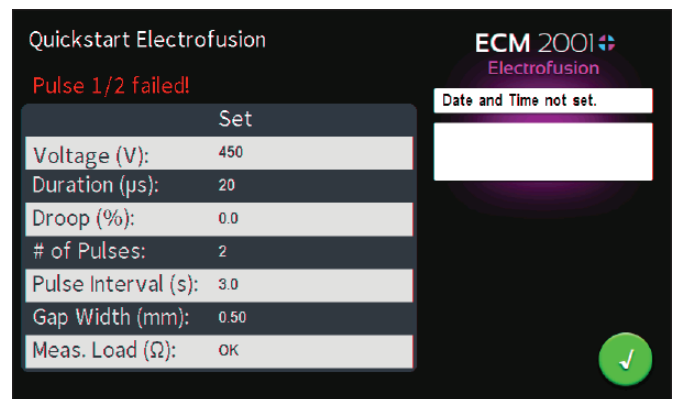 Quickstart Electrofusion
Pulse 1/2 failed!
Set
Voltage (V): 450
Duration (µs): 20
Droop (%): 0.0
# of Pulses: 2
Pulse Interval (s): 3.0
Gap Width (mm): 0.50
Meas. Load (Ω): OK
ECM 2001
Electrofusion
Date and Time not set.